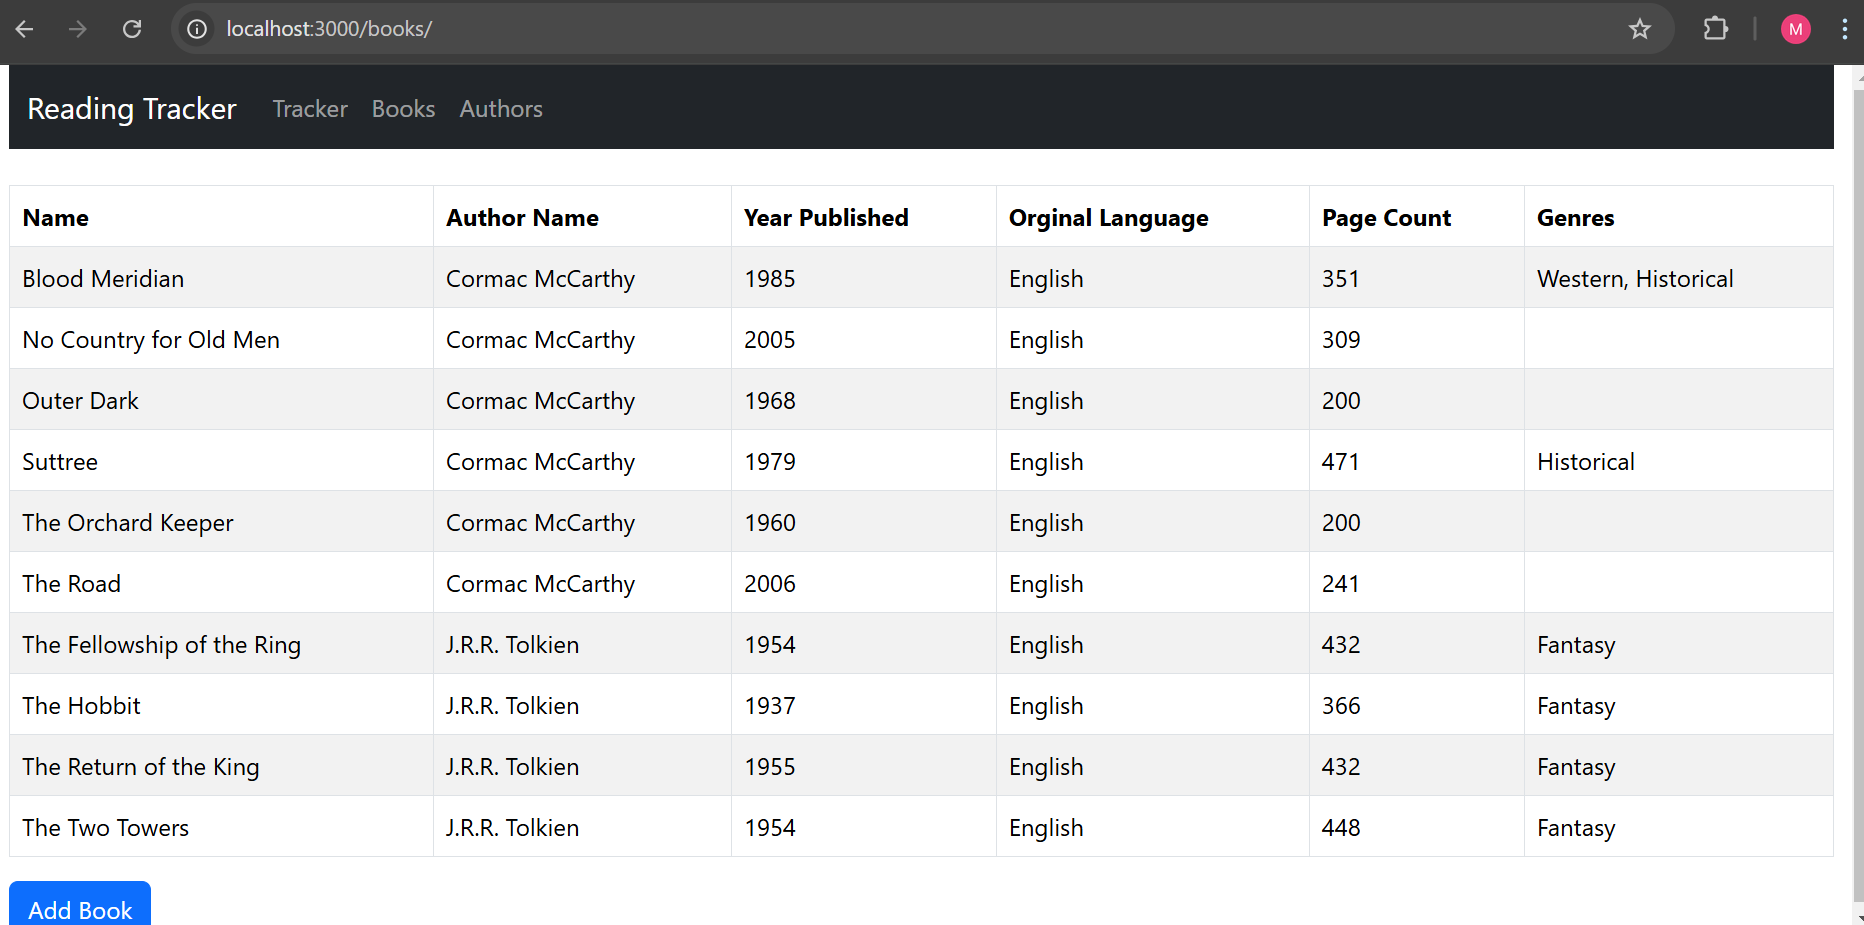 localhost:3000/books/
M
Reading Tracker Tracker Books Authors
Name Author Name Year Published Orginal Language Page Count Genres
Blood Meridian Cormac McCarthy 1985 English 351 Western, Historical
No Country for Old Men Cormac McCarthy 2005 English 309
Outer Dark Cormac McCarthy 1968 English 200
Suttree Cormac McCarthy 1979 English 471 Historical
The Orchard Keeper Cormac McCarthy 1960 English 200
The Road Cormac McCarthy 2006 English 241
The Fellowship of the Ring J.R.R. Tolkien 1954 English 432 Fantasy
The Hobbit J.R.R. Tolkien 1937 English 366 Fantasy
The Return of the King J.R.R. Tolkien 1955 English 432 Fantasy
The Two Towers J.R.R. Tolkien 1954 English 448 Fantasy
Add Book